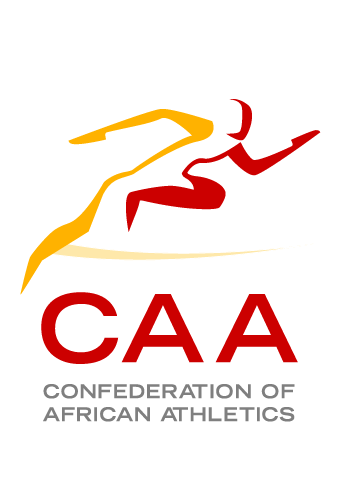 CAA
CONFEDERATION OF
AFRICAN ATHLETICS